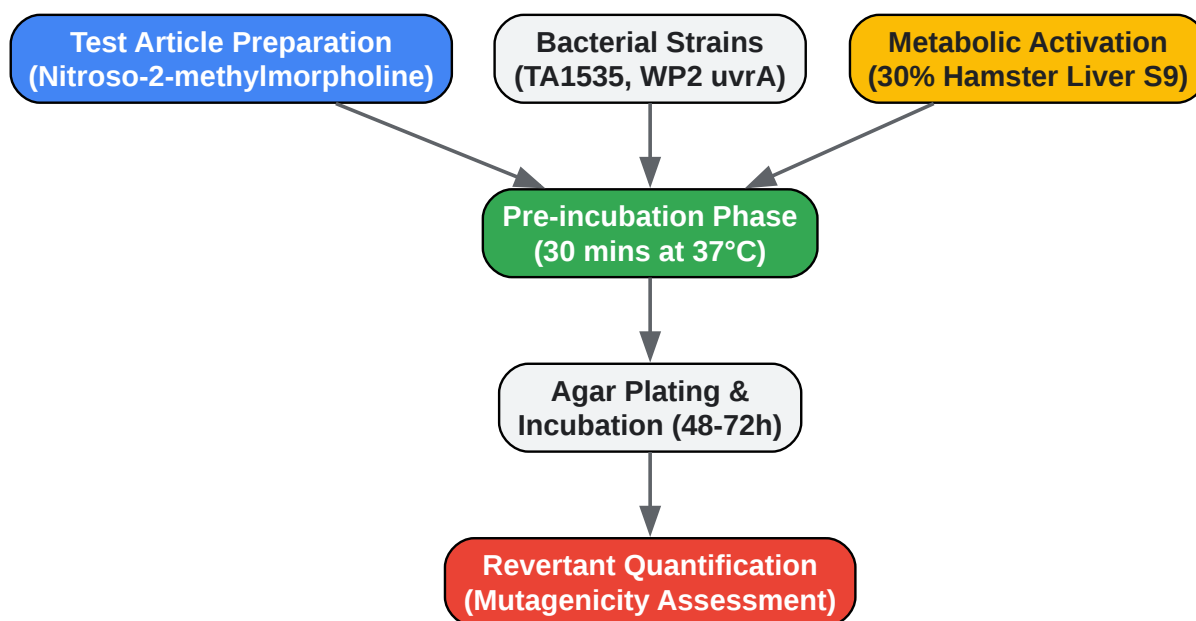 Test Article Preparation
(Nitroso-2-methylmorpholine)
Bacterial Strains
(TA1535, WP2 uvrA)
Metabolic Activation
(30% Hamster Liver S9)
Pre-incubation Phase
(30 mins at 37°C)
Agar Plating &
Incubation (48-72h)
Revertant Quantification
(Mutagenicity Assessment)